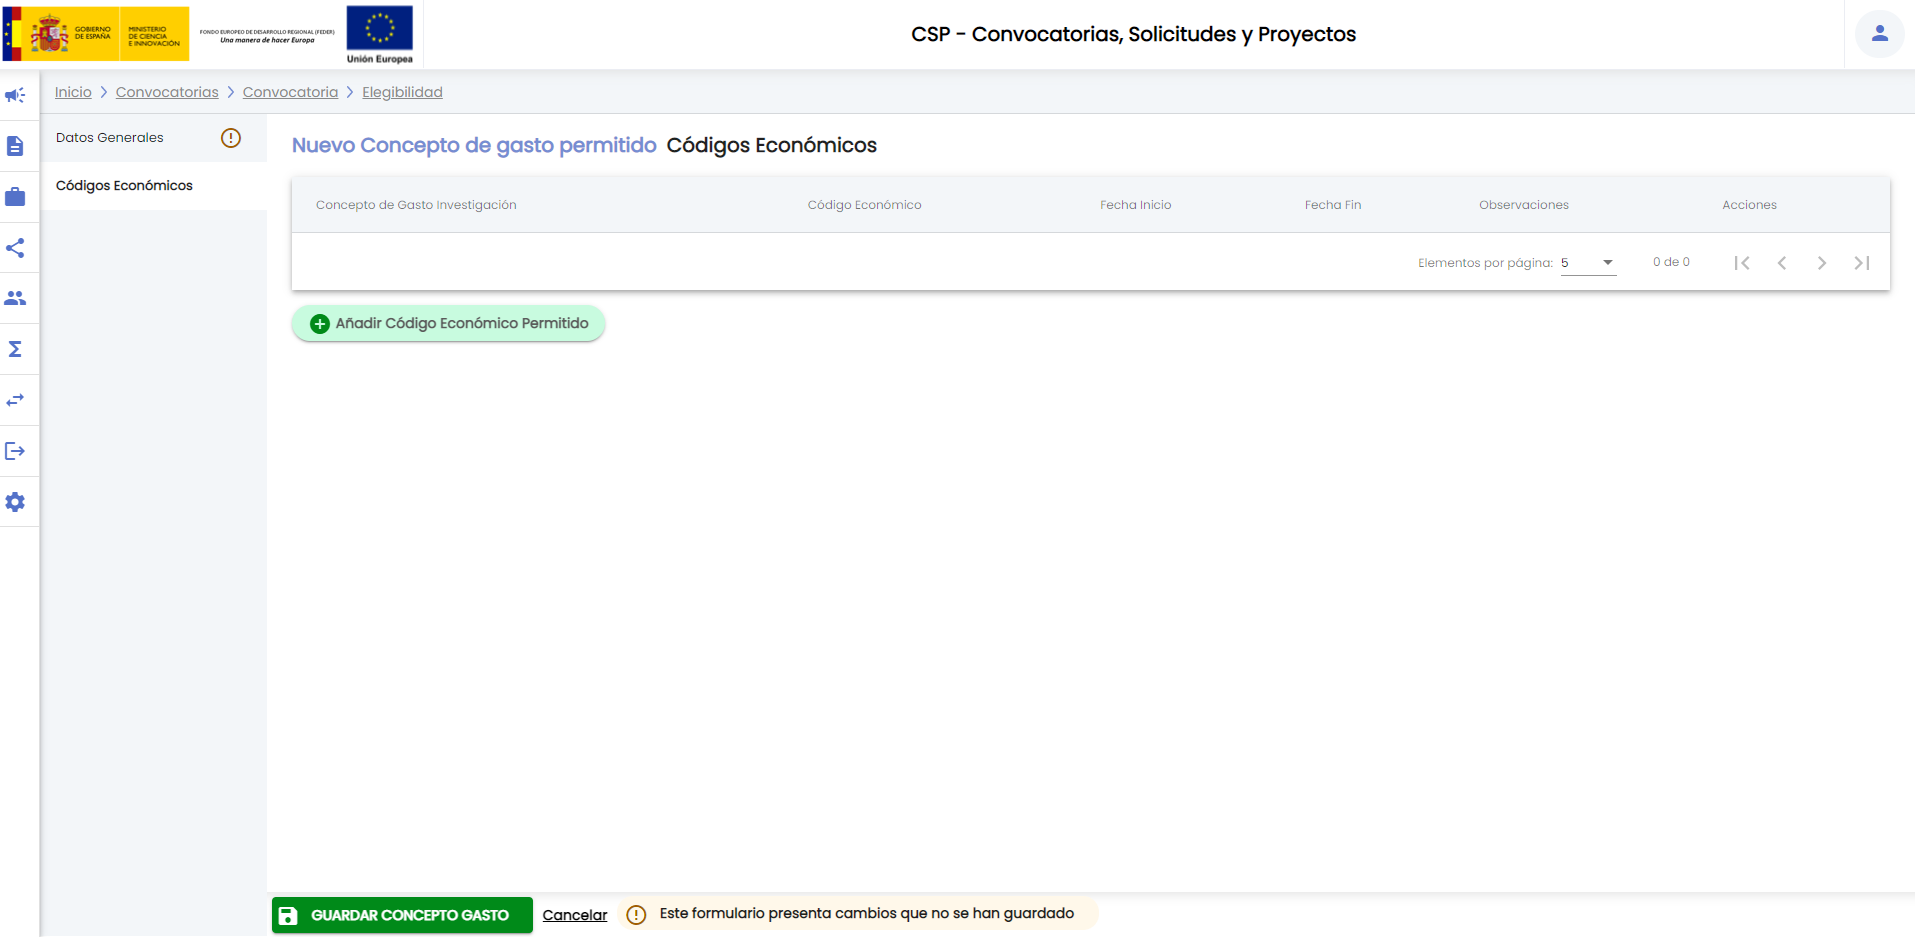 GOBIERNO
DE ESPAÑA
MINISTERIO
DE CIENCIA
E INNOVACIÓN
FONDO EUROPEO DE DESARROLLO REGIONAL (FEDER)
Una manera de hacer Europa
Unión Europea
CSP - Convocatorias, Solicitudes y Proyectos
Inicio > Convocatorias > Convocatoria > Elegibilidad
Datos Generales
Códigos Económicos
Nuevo Concepto de gasto permitido Códigos Económicos
Concepto de Gasto Investigación Código Económico Fecha Inicio Fecha Fin Observaciones Acciones
Elementos por página: 5 0 de 0
Añadir Código Económico Permitido
GUARDAR CONCEPTO GASTO Cancelar Este formulario presenta cambios que no se han guardado